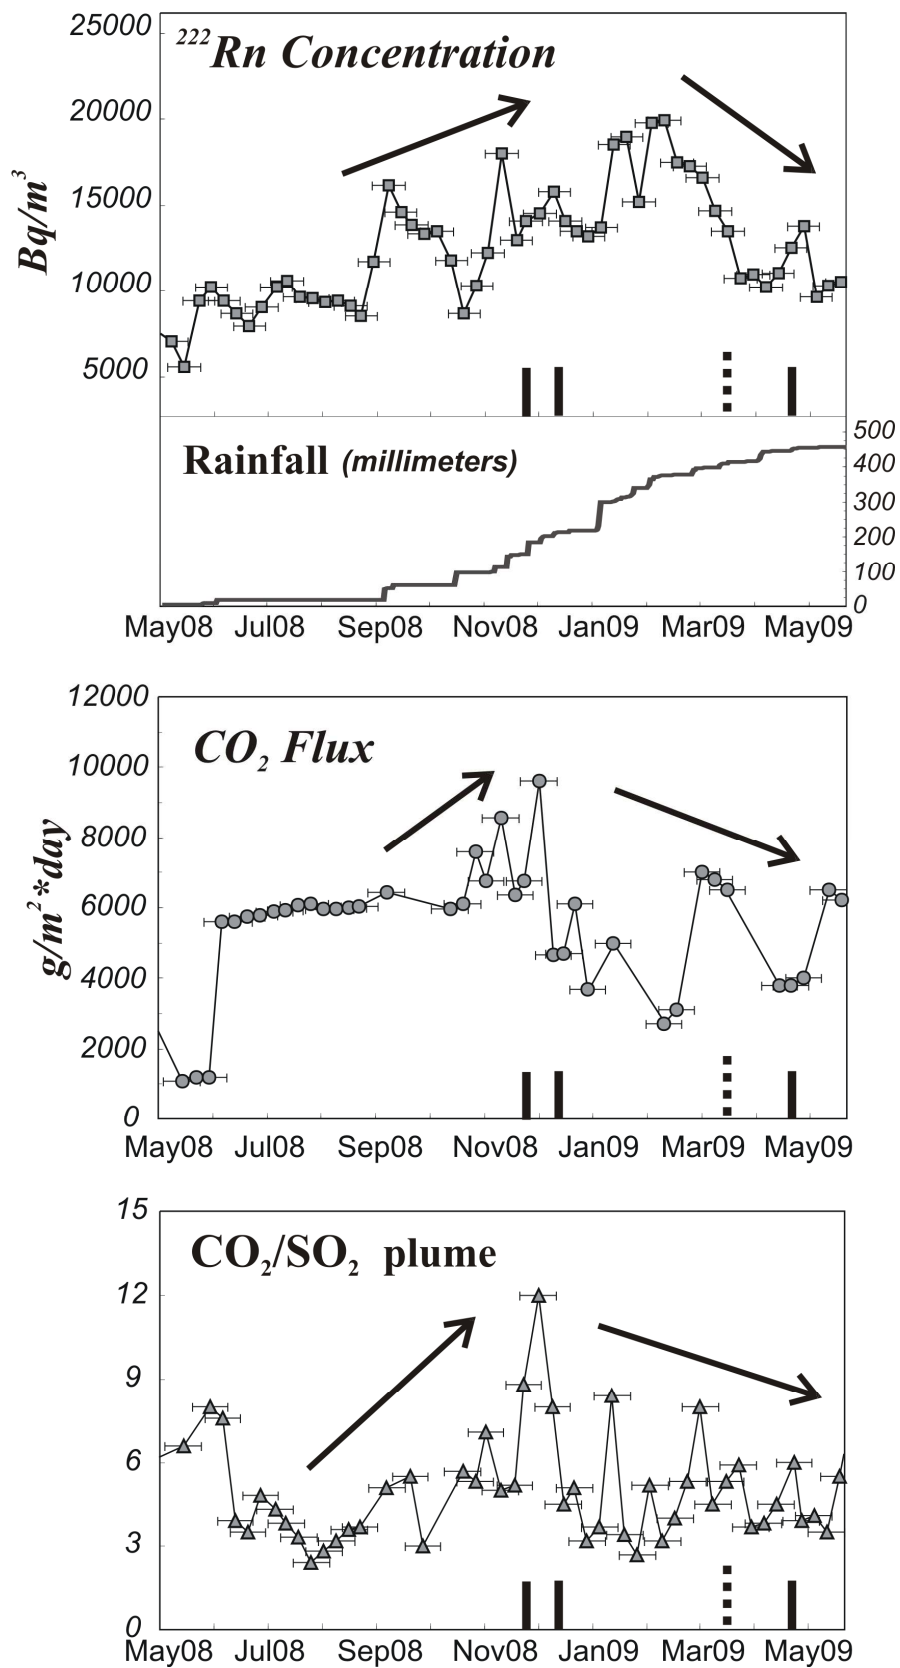 25000
²²²Rn Concentration
20000
15000
10000
5000
Bq/m³
Rainfall (millimeters)
500
400
300
200
100
0
May08 Jul08 Sep08 Nov08 Jan09 Mar09 May09
12000
CO₂ Flux
10000
8000
6000
4000
2000
0
g/m²*day
May08 Jul08 Sep08 Nov08 Jan09 Mar09 May09
15
CO₂/SO₂ plume
12
9
6
3
0
May08 Jul08 Sep08 Nov08 Jan09 Mar09 May09